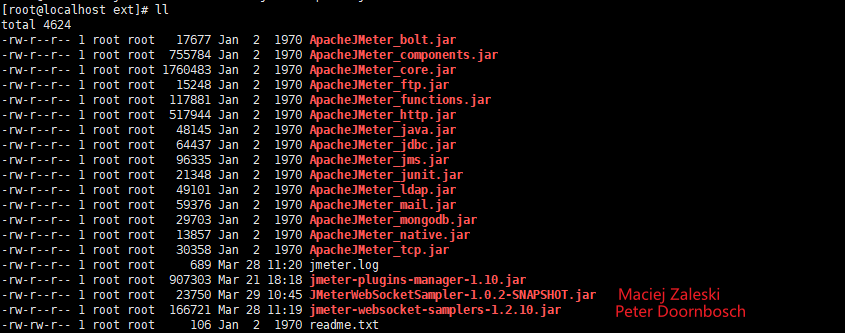 [root@localhost ext]# ll
total 4624
-rw-r--r-- 1 root root   17677 Jan  2  1970 ApacheJMeter_bolt.jar
-rw-r--r-- 1 root root  755784 Jan  2  1970 ApacheJMeter_components.jar
-rw-r--r-- 1 root root 1760483 Jan  2  1970 ApacheJMeter_core.jar
-rw-r--r-- 1 root root   15248 Jan  2  1970 ApacheJMeter_ftp.jar
-rw-r--r-- 1 root root  117881 Jan  2  1970 ApacheJMeter_functions.jar
-rw-r--r-- 1 root root  517944 Jan  2  1970 ApacheJMeter_http.jar
-rw-r--r-- 1 root root   48145 Jan  2  1970 ApacheJMeter_java.jar
-rw-r--r-- 1 root root   64437 Jan  2  1970 ApacheJMeter_jdbc.jar
-rw-r--r-- 1 root root   96335 Jan  2  1970 ApacheJMeter_jms.jar
-rw-r--r-- 1 root root   21348 Jan  2  1970 ApacheJMeter_junit.jar
-rw-r--r-- 1 root root   49101 Jan  2  1970 ApacheJMeter_ldap.jar
-rw-r--r-- 1 root root   59376 Jan  2  1970 ApacheJMeter_mail.jar
-rw-r--r-- 1 root root   29703 Jan  2  1970 ApacheJMeter_mongodb.jar
-rw-r--r-- 1 root root   13857 Jan  2  1970 ApacheJMeter_native.jar
-rw-r--r-- 1 root root   30358 Jan  2  1970 ApacheJMeter_tcp.jar
-rw-r--r-- 1 root root     689 Mar 28 11:20 jmeter.log
-rw-r--r-- 1 root root  907303 Mar 21 18:18 jmeter-plugins-manager-1.10.jar
-rw-r--r-- 1 root root   23750 Mar 29 10:45 JMeterWebSocketSampler-1.0.2-SNAPSHOT.jar Maciej Zaleski
-rw-r--r-- 1 root root  166721 Mar 28 11:19 jmeter-websocket-samplers-1.2.10.jar Peter Doornbosch
-rw-rw-r-- 1 root root     106 Jan  2  1970 readme.txt